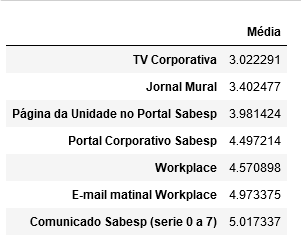 Média
TV Corporativa 3.022291
Jornal Mural 3.402477
Página da Unidade no Portal Sabesp 3.981424
Portal Corporativo Sabesp 4.497214
Workplace 4.570898
E-mail matinal Workplace 4.973375
Comunicado Sabesp (serie 0 a 7) 5.017337